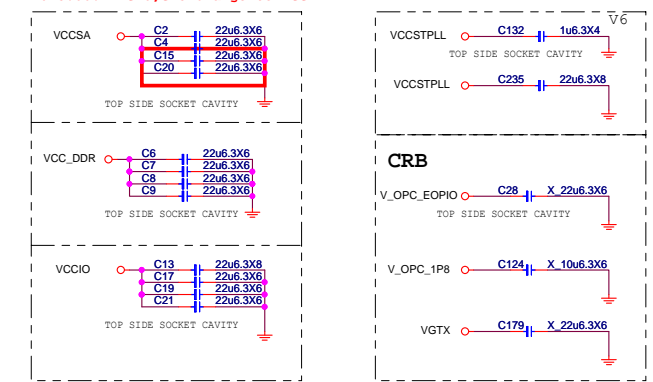 VCCSA
C2 22u6.3X6
C4 22u6.3X6
C15 22u6.3X6
C20 22u6.3X6
TOP SIDE SOCKET CAVITY
VCC_DDR
C6 22u6.3X6
C7 22u6.3X6
C8 22u6.3X6
C9 22u6.3X6
TOP SIDE SOCKET CAVITY
VCCIO
C13 22u6.3X8
C17 22u6.3X6
C19 22u6.3X6
C21 22u6.3X6
TOP SIDE SOCKET CAVITY
V6
VCCSTPLL C132 1u6.3X4
TOP SIDE SOCKET CAVITY
VCCSTPLL C235 22u6.3X8
CRB
V_OPC_EOPIO C28 X_22u6.3X6
TOP SIDE SOCKET CAVITY
V_OPC_1P8 C124 X_10u6.3X6
VGTX C179 X_22u6.3X6